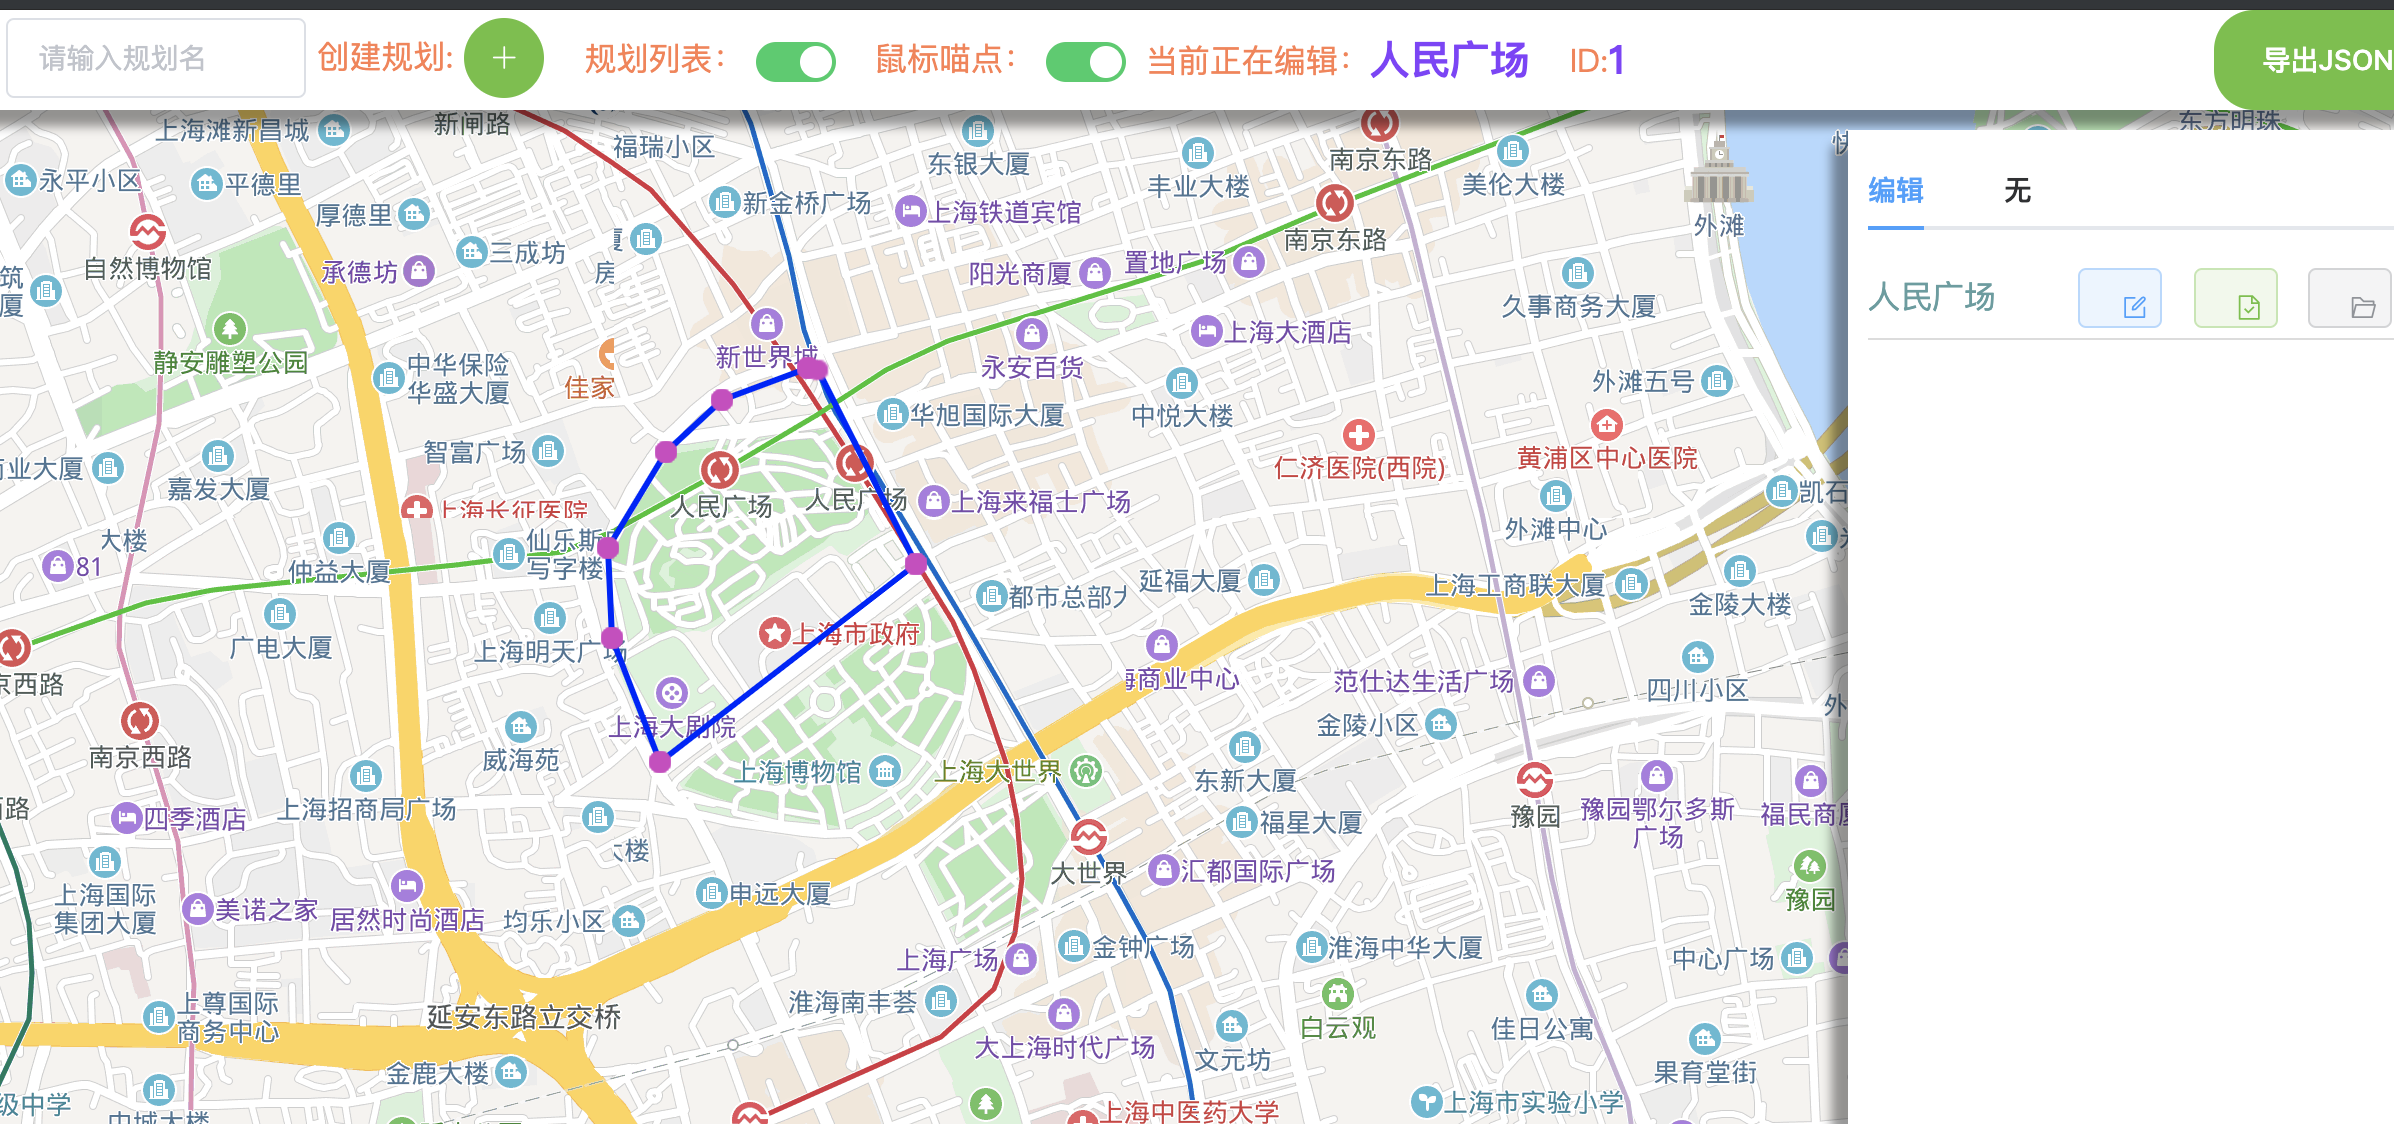 请输入规划名
创建规划:
规划列表:
鼠标喵点:
当前正在编辑:
人民广场
ID:1
导出JSON
上海滩新昌城
新闸路
福瑞小区
东银大厦
南京东路
美伦大楼
东方明珠
永平小区
平德里
厚德里
新金桥广场
上海铁道宾馆
丰业大楼
外滩
编辑
无
自然博物馆
承德坊
三成坊
厦
房
阳光商厦
置地广场
南京东路
久事商务大厦
人民广场
筑
厦
静安雕塑公园
中华保险
华盛大厦
佳家
新世界城
永安百货
上海大酒店
外滩五号
华旭国际大厦
中悦大楼
业大厦
嘉发大厦
智富广场
上海长征医院
人民广场
人民广场
上海来福士广场
仁济医院(西院)
黄浦区中心医院
凯石
外滩中心
大楼
81
仲益大厦
仙乐斯
写字楼
都市总部大
延福大厦
上海工商联大厦
金陵大楼
京西路
广电大厦
上海明天广场
上海市政府
海商业中心
范仕达生活广场
四川小区
外
南京西路
威海苑
上海大剧院
上海博物馆
上海大世界
金陵小区
东新大厦
路
四季酒店
上海招商局广场
大楼
大世界
福星大厦
豫园
豫园鄂尔多斯
广场
福民商厦
豫园
上海国际
集团大厦
美诺之家
居然时尚酒店
均乐小区
申远大厦
汇都国际广场
上海广场
金钟广场
淮海中华大厦
中心广场
上尊国际
商务中心
延安东路立交桥
淮海南丰荟
大上海时代广场
文元坊
白云观
佳日公寓
果育堂街
金鹿大楼
级中学
中城大楼
上海中医药大学
上海市实验小学